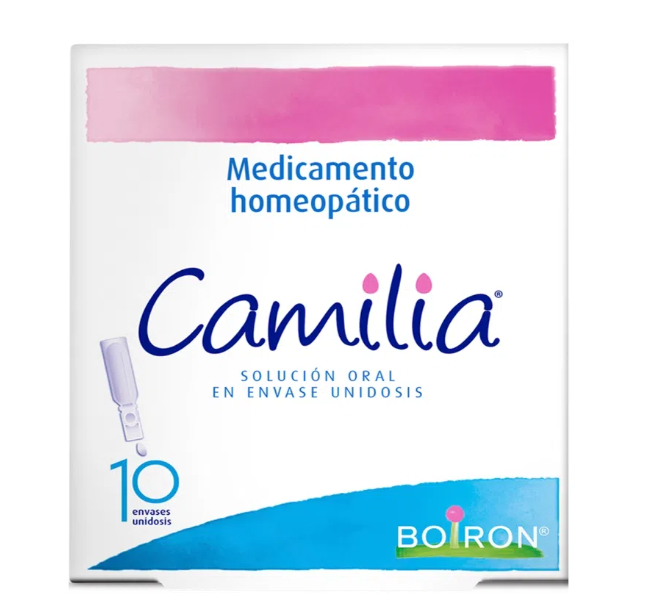 Medicamento
homeopático
Camilia®
SOLUCIÓN ORAL
EN ENVASE UNIDOSIS
10
envases
unidosis
BOIRON®